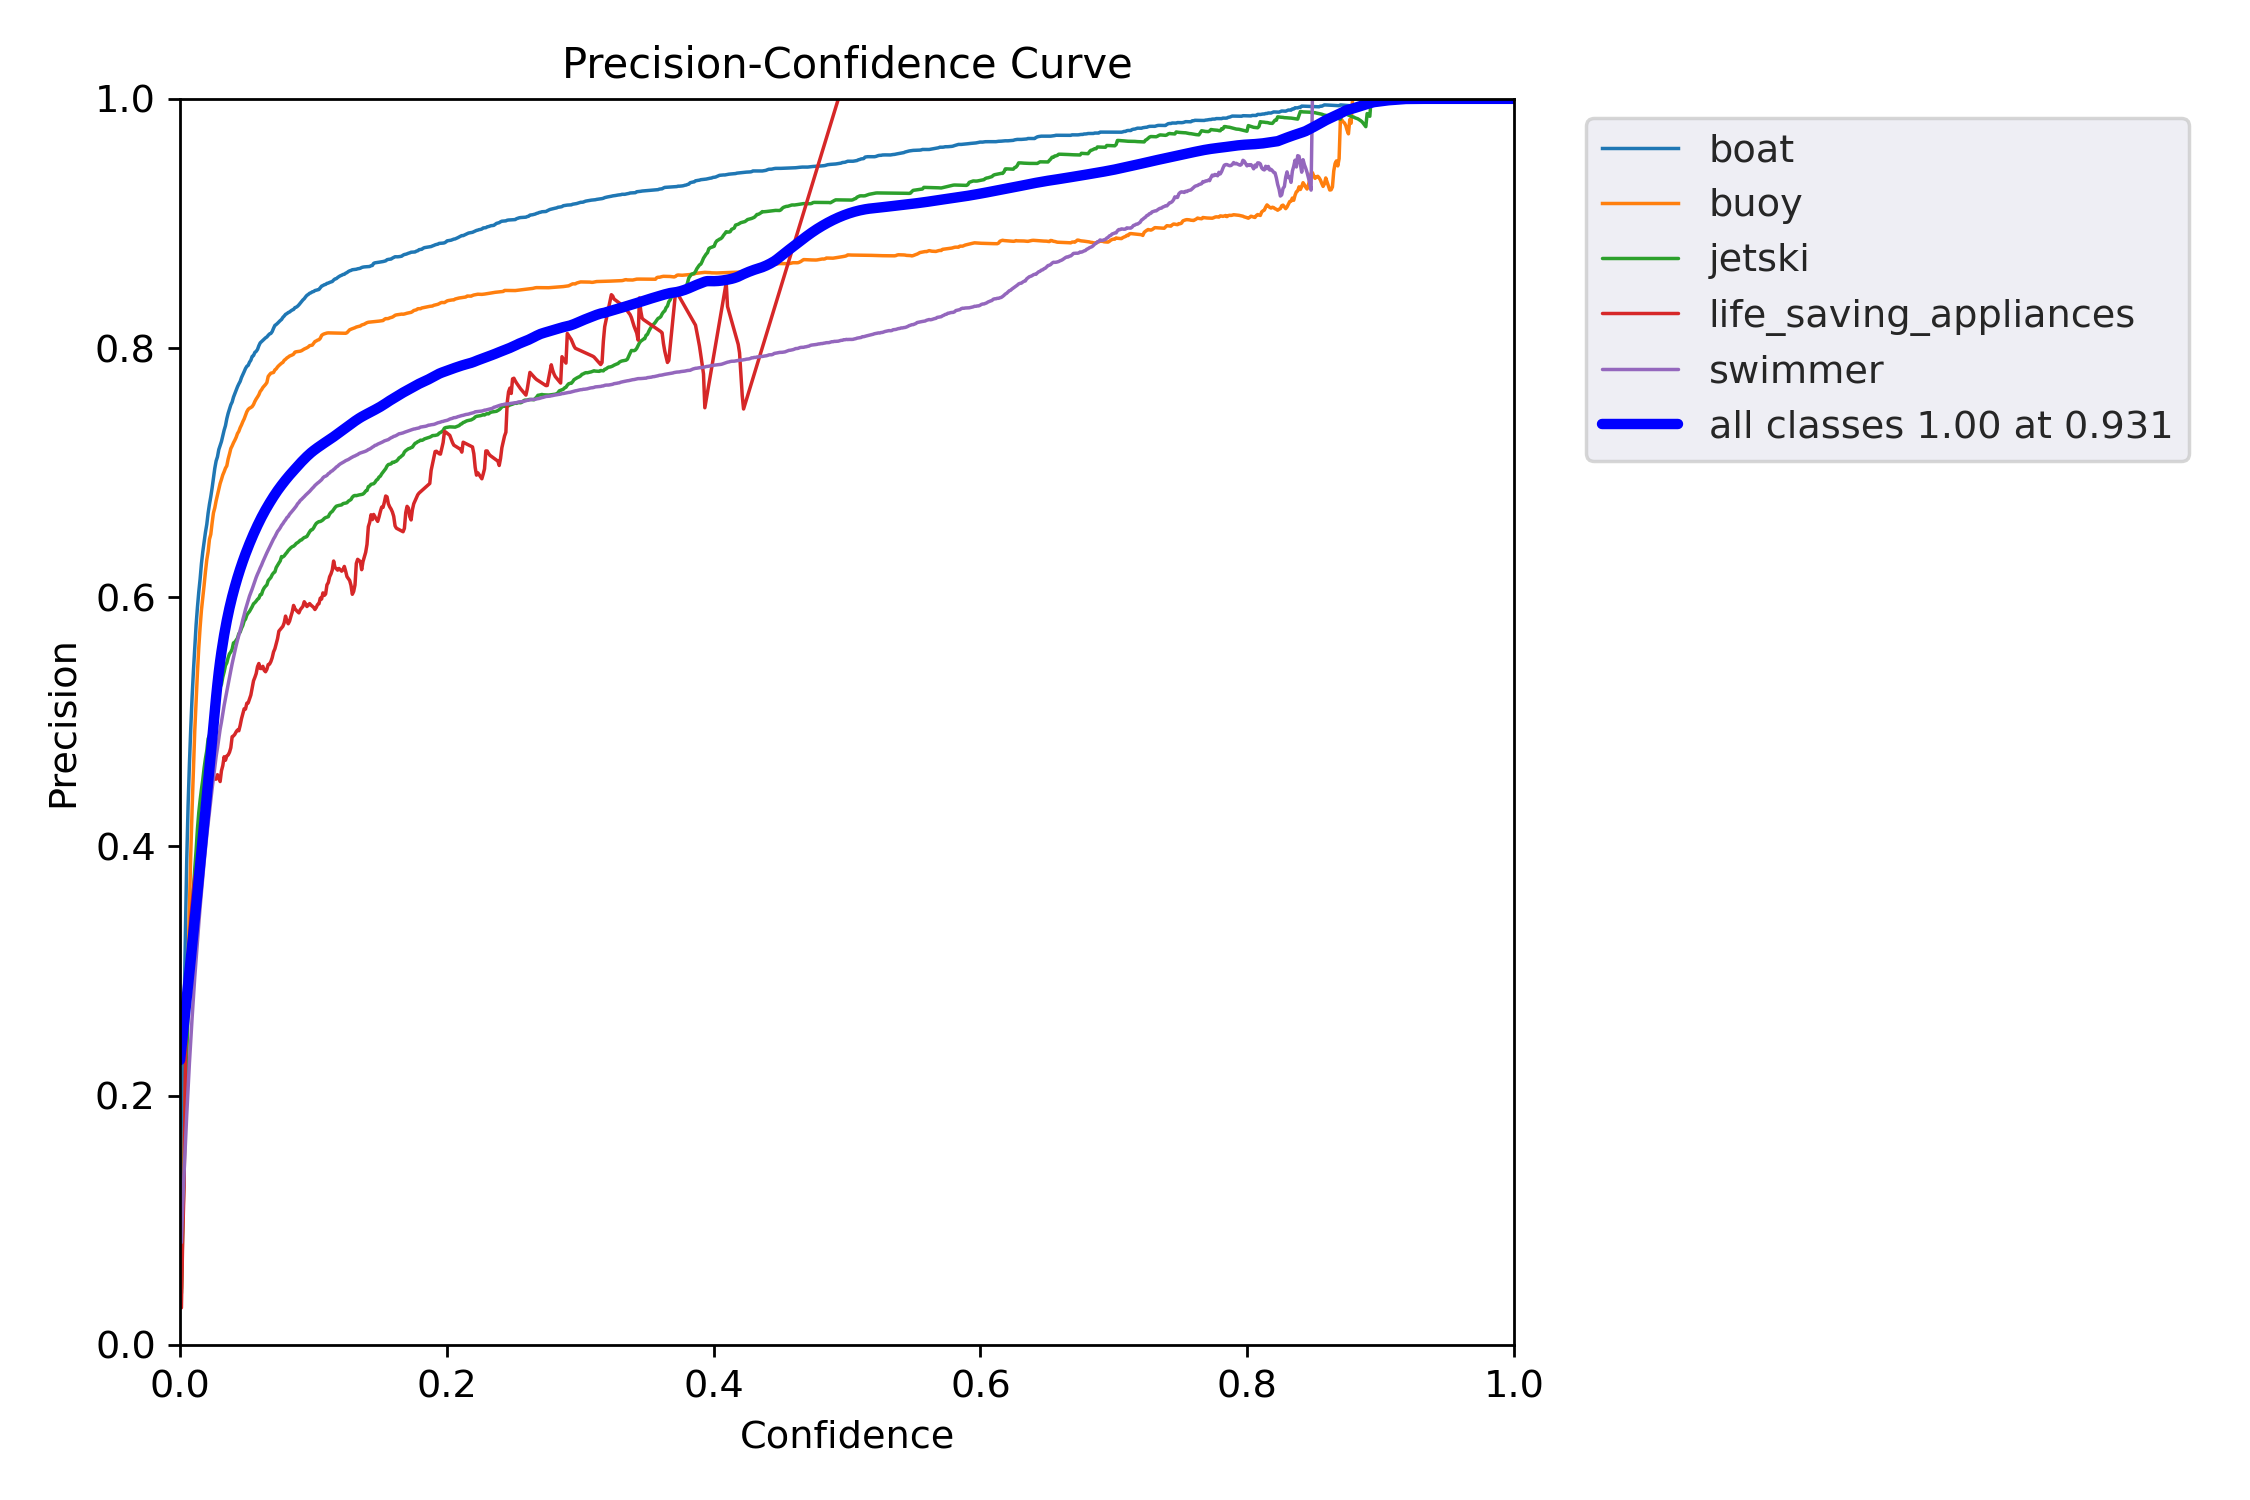 Precision-Confidence Curve
1.0
0.8
0.6
0.4
0.2
0.0
Precision
0.0 0.2 0.4 0.6 0.8 1.0
Confidence
boat
buoy
jetski
life_saving_appliances
swimmer
all classes 1.00 at 0.931